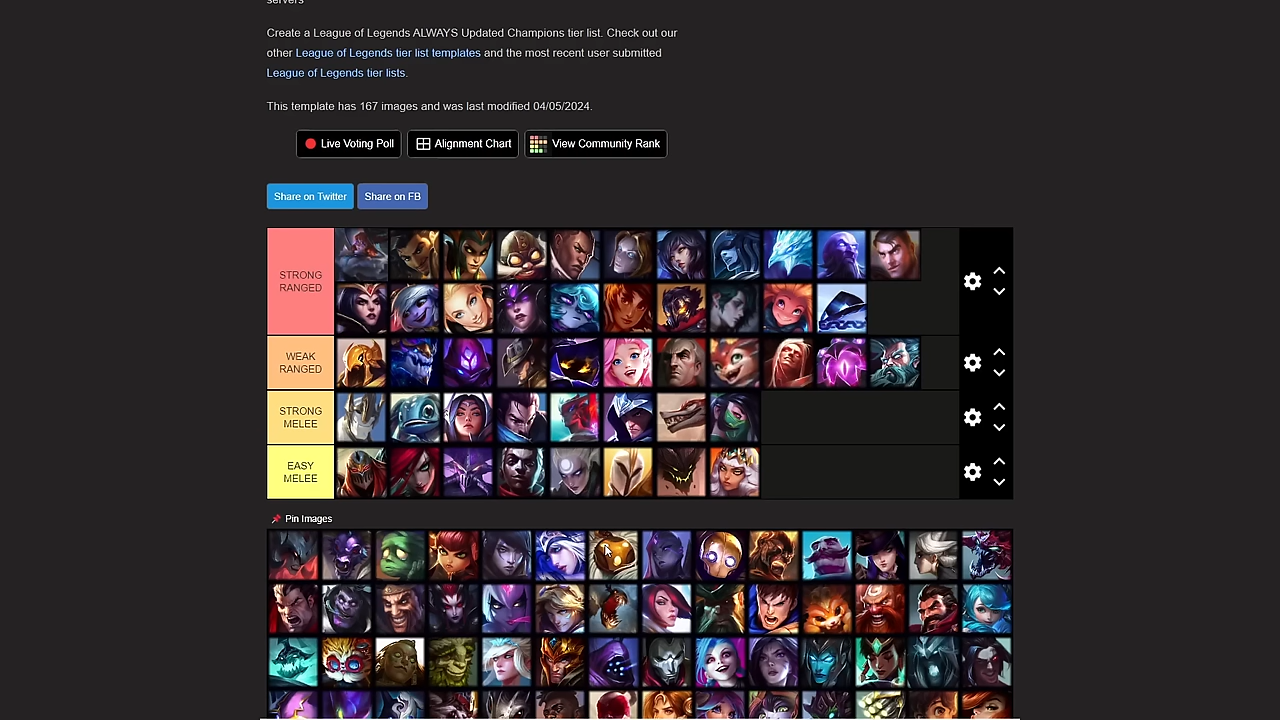 servers
Create a League of Legends ALWAYS Updated Champions tier list. Check out our
other League of Legends tier list templates and the most recent user submitted
League of Legends tier lists.
This template has 167 images and was last modified 04/05/2024.
Live Voting Poll
Alignment Chart
View Community Rank
Share on Twitter
Share on FB
STRONG
RANGED
WEAK
RANGED
STRONG
MELEE
EASY
MELEE
Pin Images